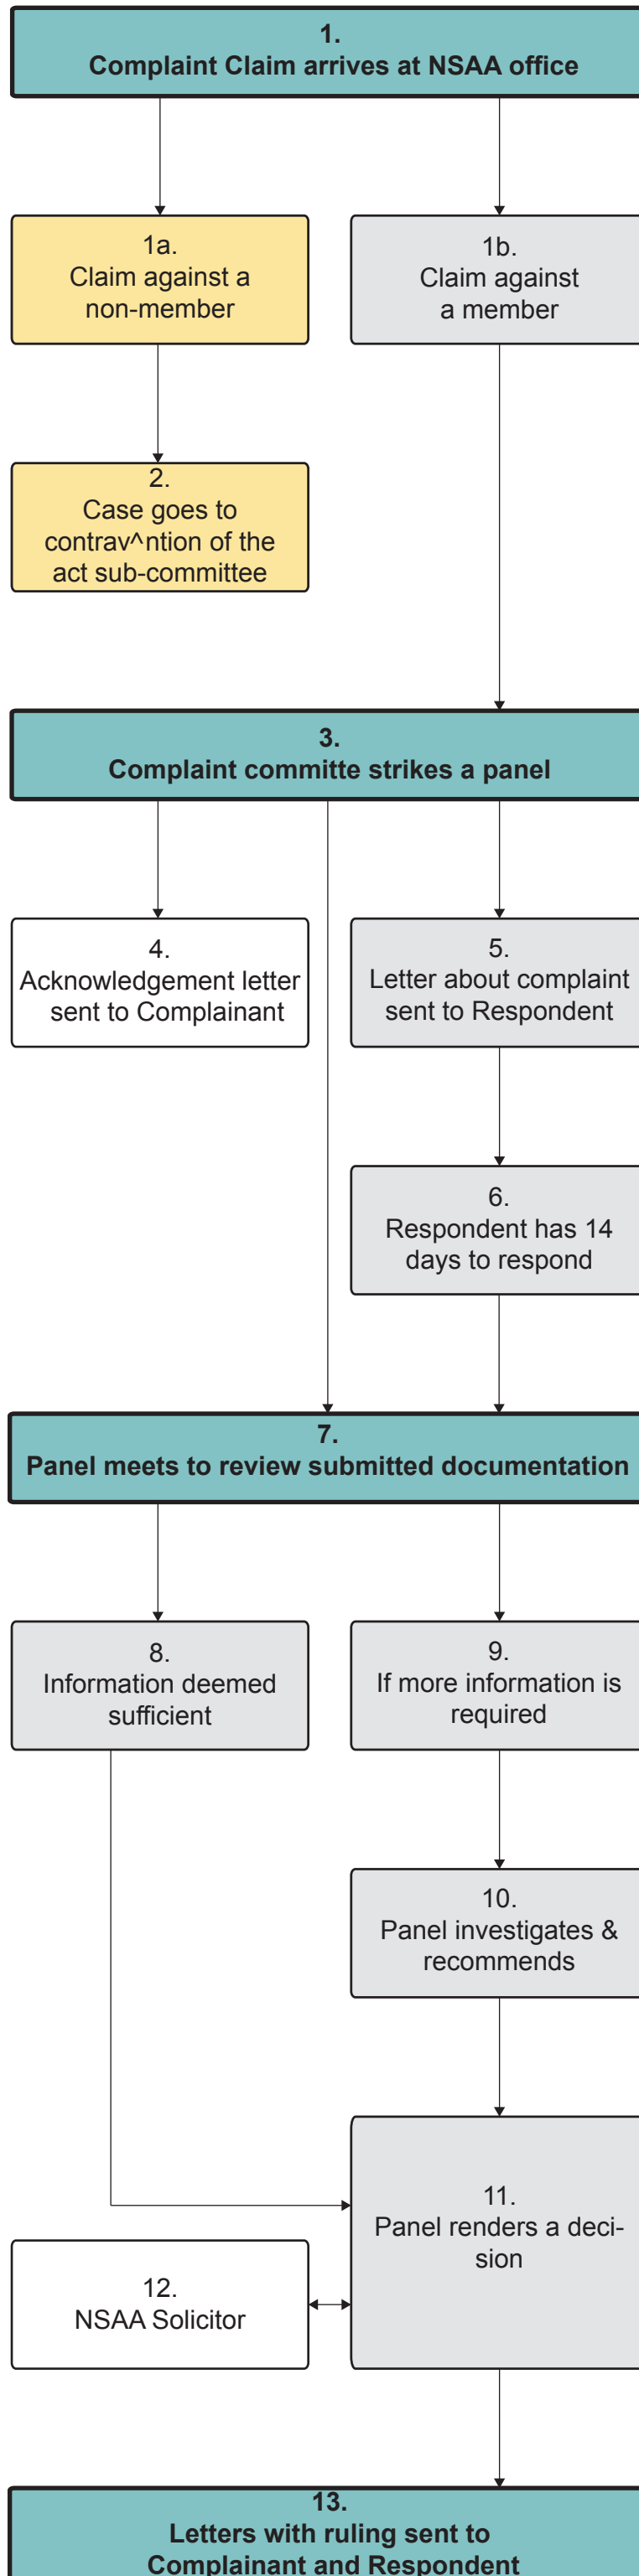 1.
Complaint Claim arrives at NSAA office
1a.
Claim against a
non-member
1b.
Claim against
a member
2.
Case goes to
contrav^ntion of the
act sub-committee
3.
Complaint committe strikes a panel
4.
Acknowledgement letter
sent to Complainant
5.
Letter about complaint
sent to Respondent
6.
Respondent has 14
days to respond
7.
Panel meets to review submitted documentation
8.
Information deemed
sufficient
9.
If more information is
required
10.
Panel investigates &
recommends
11.
Panel renders a deci-
sion
12.
NSAA Solicitor
13.
Letters with ruling sent to
Complainant and Respondent